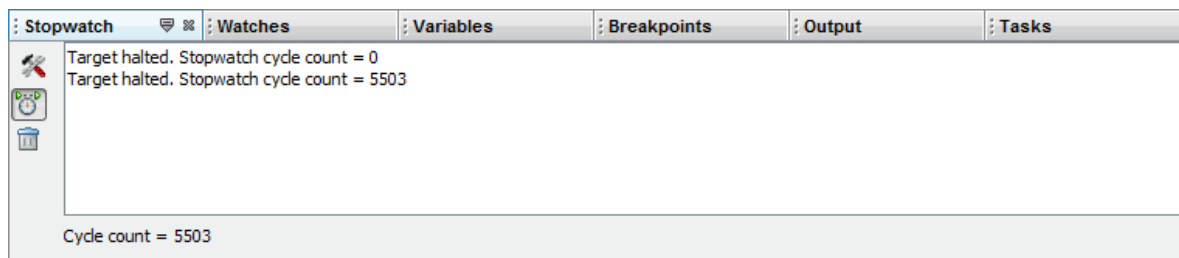 Stopwatch Watches Variables Breakpoints Output Tasks
Target halted. Stopwatch cycle count = 0
Target halted. Stopwatch cycle count = 5503
Cycle count = 5503